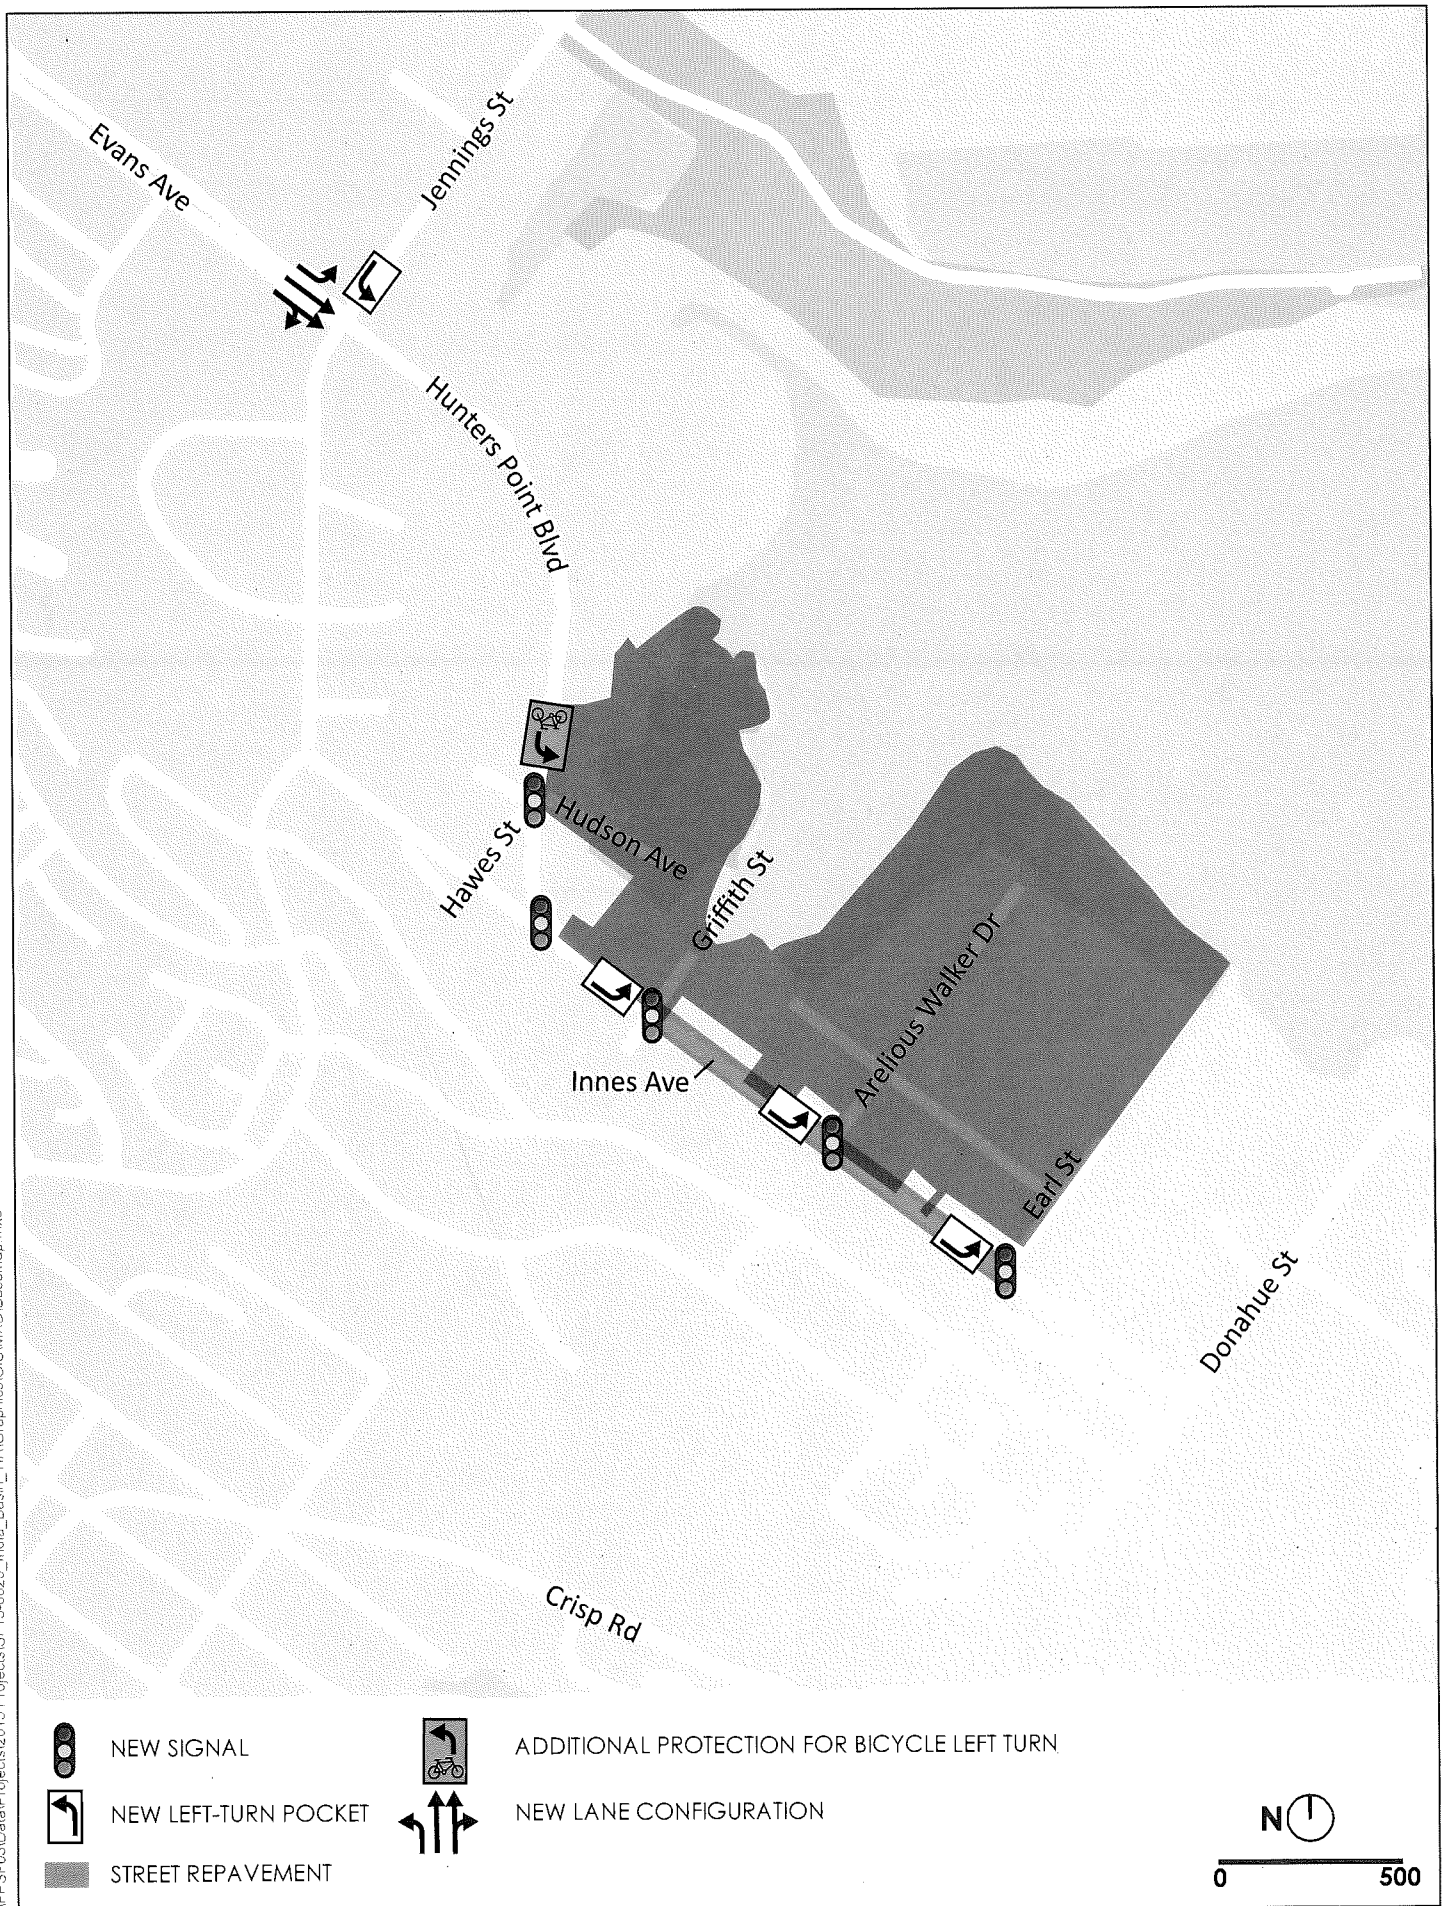 Evans Ave
Jennings St
Hunters Point Blvd
Hudson Ave
Hawes St
Griffith St
Innes Ave
Arelious Walker Dr
Earl St
Donahue St
Crisp Rd
NEW SIGNAL
ADDITIONAL PROTECTION FOR BICYCLE LEFT TURN
NEW LEFT-TURN POCKET
NEW LANE CONFIGURATION
STREET REPAVEMENT
N
0 500